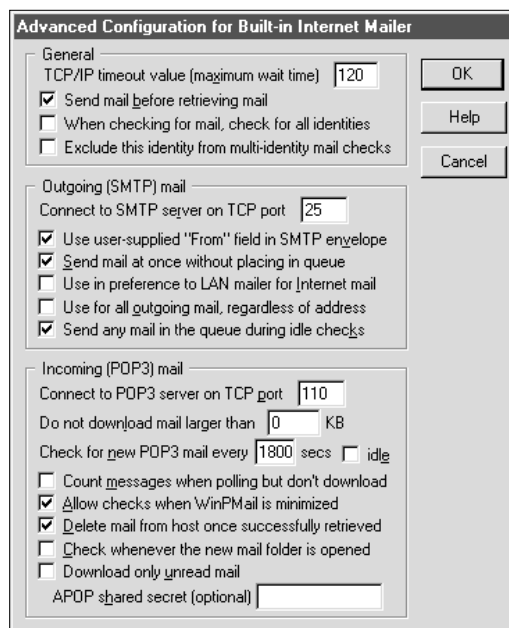 Advanced Configuration for Built-in Internet Mailer
General
TCP/IP timeout value (maximum wait time) 120
Send mail before retrieving mail
When checking for mail, check for all identities
Exclude this identity from multi-identity mail checks
OK
Help
Cancel
Outgoing (SMTP) mail
Connect to SMTP server on TCP port 25
Use user-supplied "From" field in SMTP envelope
Send mail at once without placing in queue
Use in preference to LAN mailer for Internet mail
Use for all outgoing mail, regardless of address
Send any mail in the queue during idle checks
Incoming (POP3) mail
Connect to POP3 server on TCP port 110
Do not download mail larger than 0 KB
Check for new POP3 mail every 1800 secs idle
Count messages when polling but don't download
Allow checks when WinPMail is minimized
Delete mail from host once successfully retrieved
Check whenever the new mail folder is opened
Download only unread mail
APOP shared secret (optional)